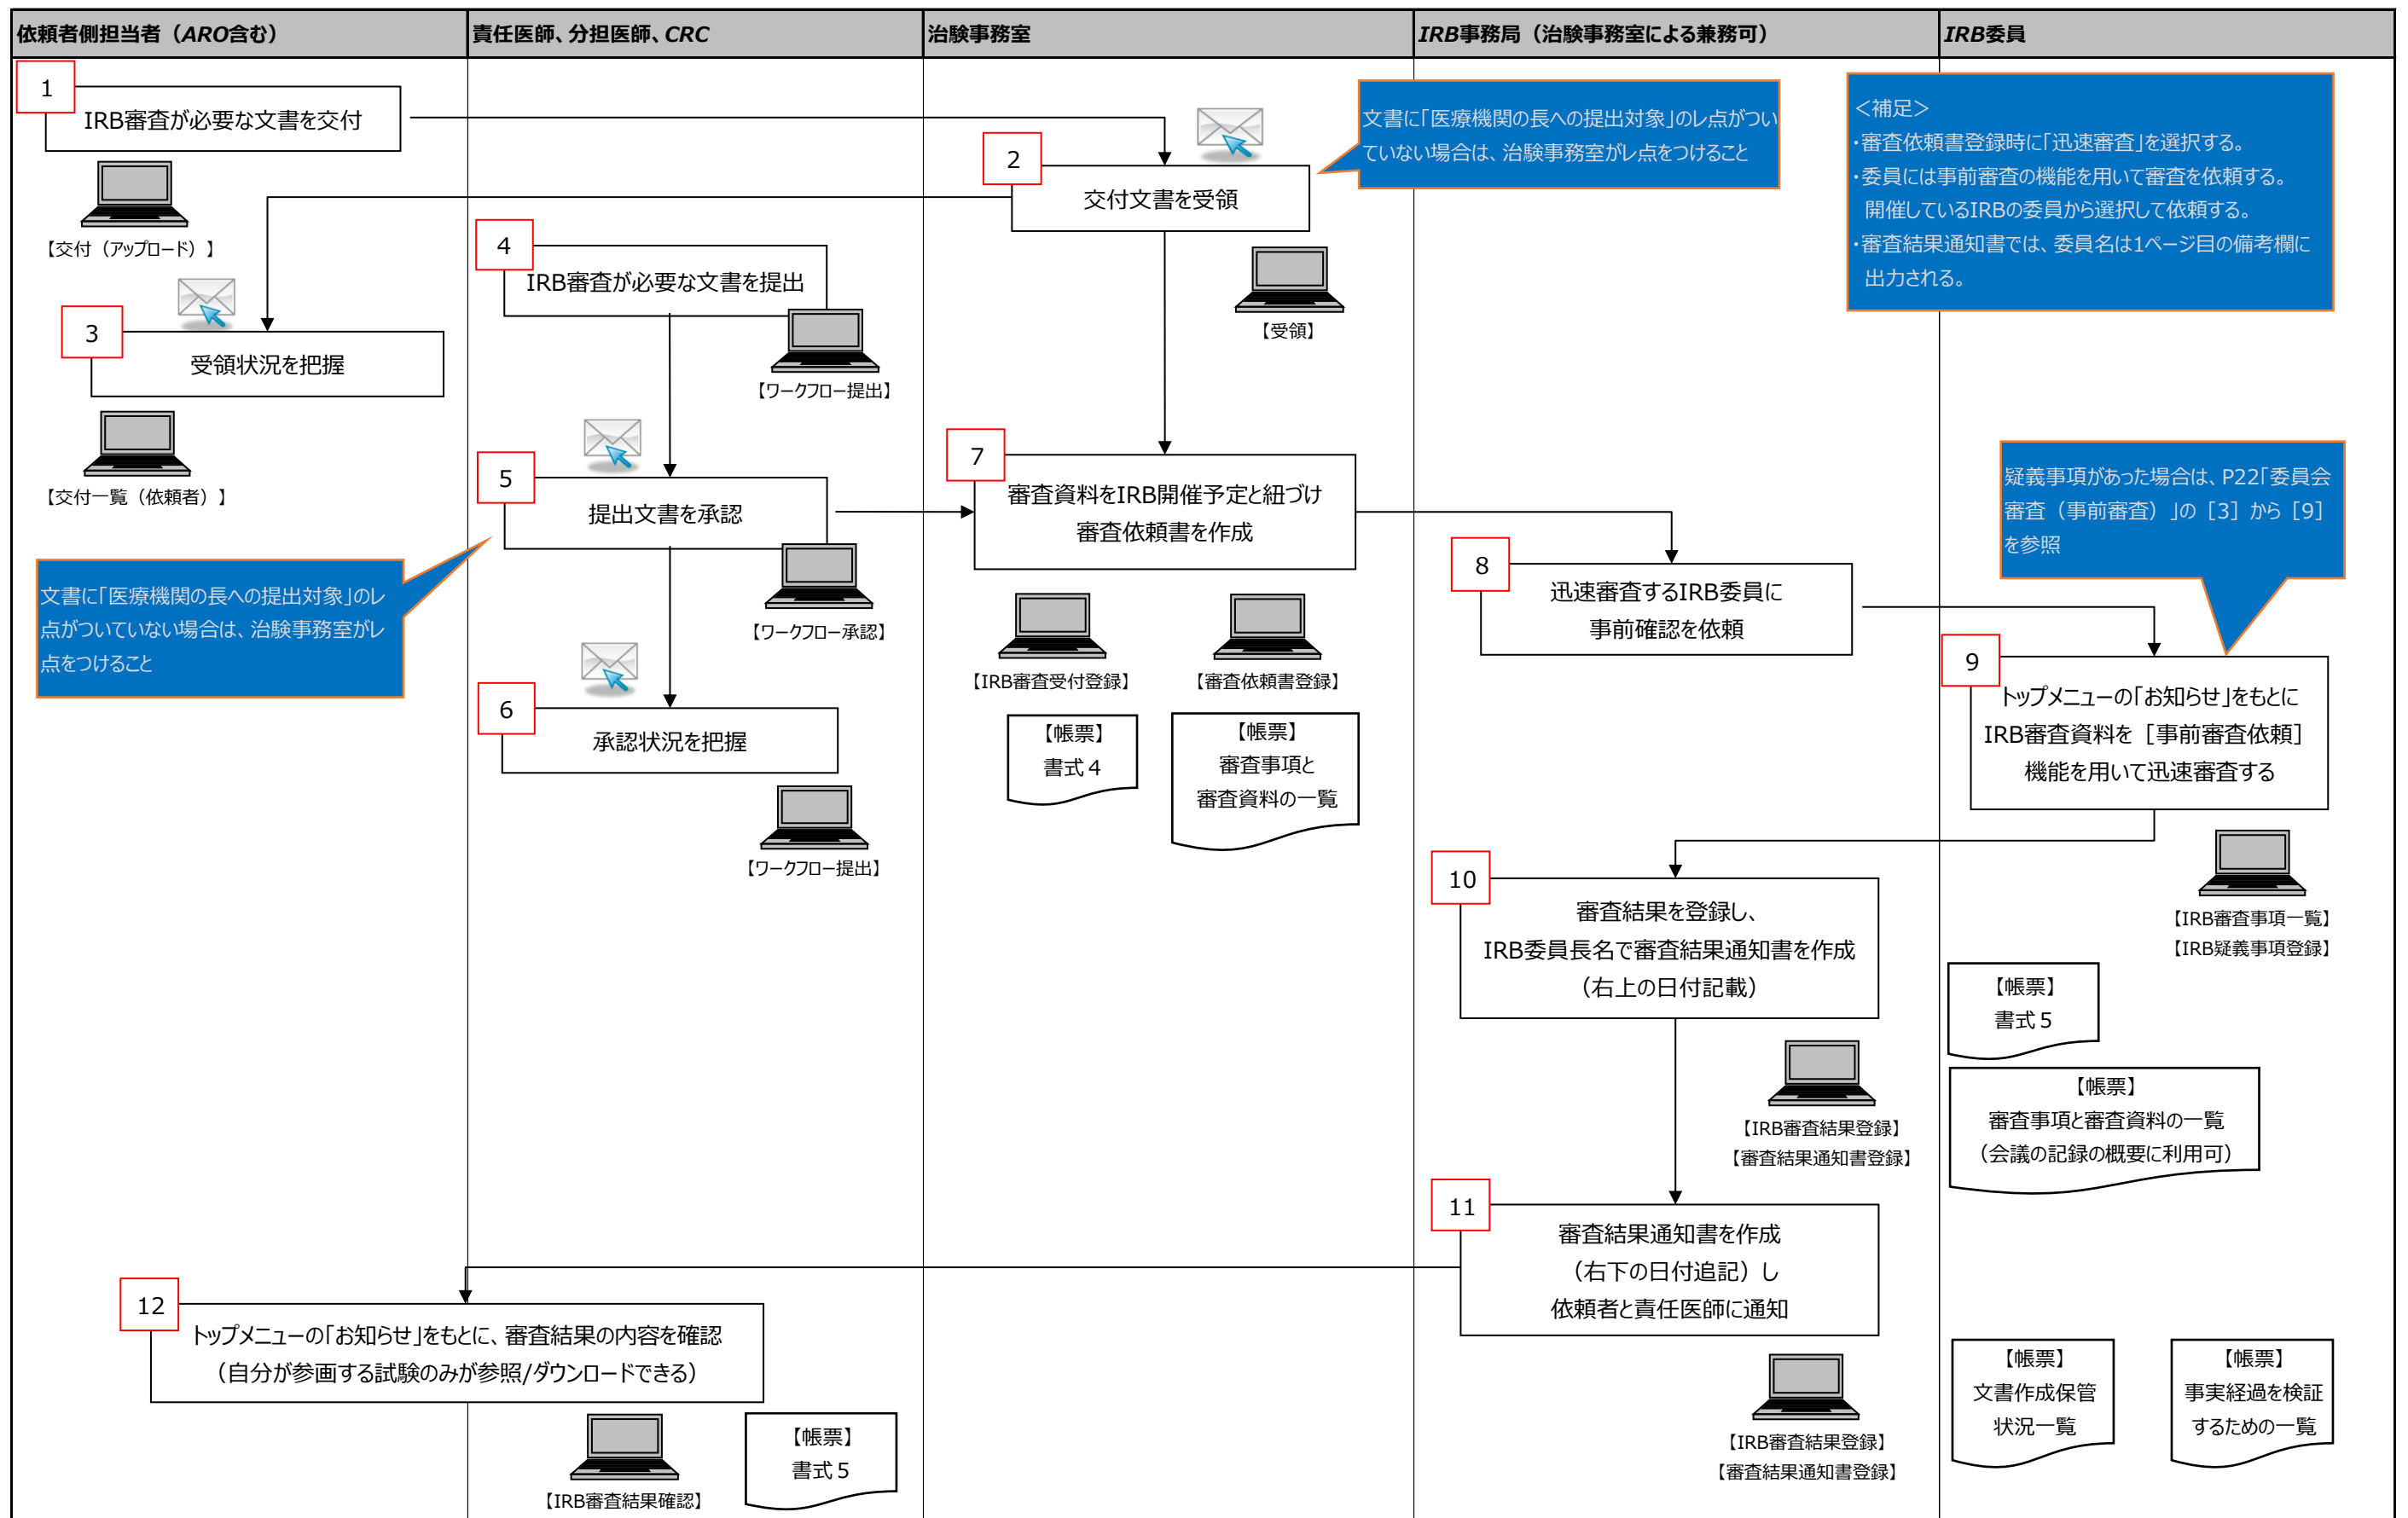 依頼者側担当者（ARO含む）
責任医師、分担医師、CRC
治験事務室
IRB事務局（治験事務室による兼務可）
IRB委員
1
IRB審査が必要な文書を交付
【交付（アップロード）】
2
交付文書を受領
【受領】
文書に「医療機関の長への提出対象」のレ点がつい
ていない場合は、治験事務室がレ点をつけること
＜補足＞
・審査依頼書登録時に「迅速審査」を選択する。
・委員には事前審査の機能を用いて審査を依頼する。
開催しているIRBの委員から選択して依頼する。
・審査結果通知書では、委員名は1ページ目の備考欄に
出力される。
3
受領状況を把握
【交付一覧（依頼者）】
4
IRB審査が必要な文書を提出
【ワークフロー提出】
5
提出文書を承認
【ワークフロー承認】
文書に「医療機関の長への提出対象」のレ
点がついていない場合は、治験事務室がレ
点をつけること
6
承認状況を把握
【ワークフロー提出】
7
審査資料をIRB開催予定と紐づけ
審査依頼書を作成
【IRB審査受付登録】
【審査依頼書登録】
【帳票】
書式４
【帳票】
審査事項と
審査資料の一覧
8
迅速審査するIRB委員に
事前確認を依頼
疑義事項があった場合は、P22「委員会
審査（事前審査）」の［3］から［9］
を参照
9
トップメニューの「お知らせ」をもとに
IRB審査資料を［事前審査依頼］
機能を用いて迅速審査する
【IRB審査事項一覧】
【IRB疑義事項登録】
10
審査結果を登録し、
IRB委員長名で審査結果通知書を作成
（右上の日付記載）
【IRB審査結果登録】
【審査結果通知書登録】
【帳票】
書式５
【帳票】
審査事項と審査資料の一覧
（会議の記録の概要に利用可）
11
審査結果通知書を作成
（右下の日付追記）し
依頼者と責任医師に通知
【IRB審査結果登録】
【審査結果通知書登録】
【帳票】
文書作成保管
状況一覧
【帳票】
事実経過を検証
するための一覧
12
トップメニューの「お知らせ」をもとに、審査結果の内容を確認
（自分が参画する試験のみが参照/ダウンロードできる）
【IRB審査結果確認】
【帳票】
書式５